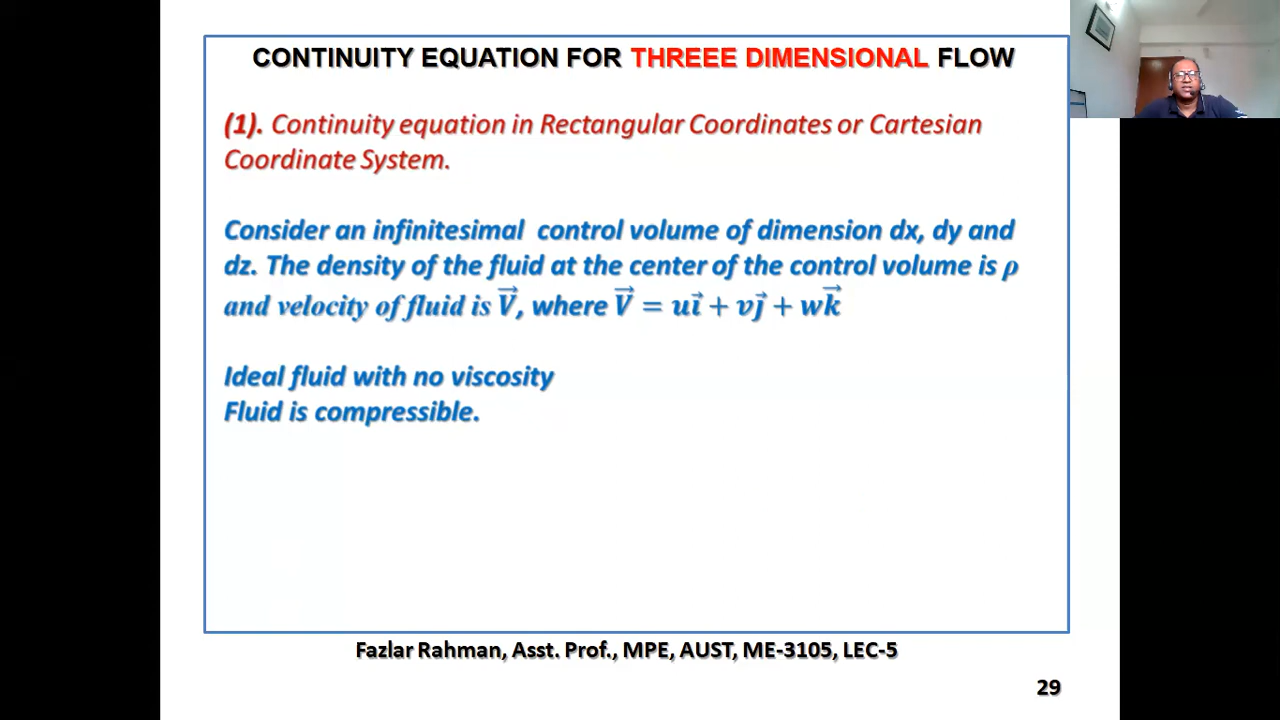 CONTINUITY EQUATION FOR THREEE DIMENSIONAL FLOW
(1). Continuity equation in Rectangular Coordinates or Cartesian
Coordinate System.
Consider an infinitesimal control volume of dimension dx, dy and
dz. The density of the fluid at the center of the control volume is ρ
and velocity of fluid is V⃗, where V⃗ = ui⃗ + vj⃗ + wk⃗
Ideal fluid with no viscosity
Fluid is compressible.
Fazlar Rahman, Asst. Prof., MPE, AUST, ME-3105, LEC-5
29